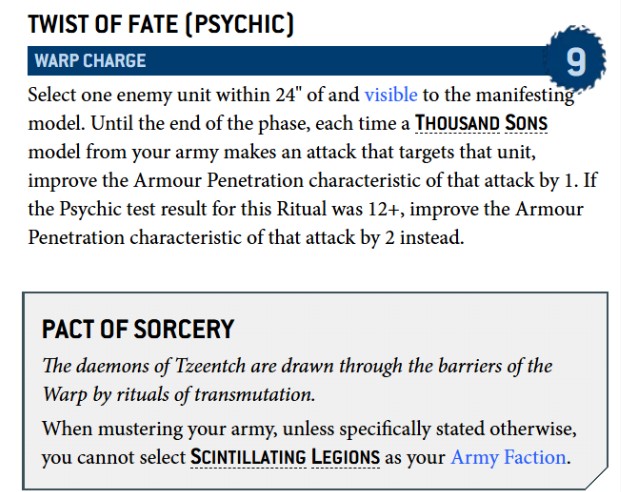 TWIST OF FATE (PSYCHIC)
WARP CHARGE 9
Select one enemy unit within 24" of and visible to the manifesting
model. Until the end of the phase, each time a THOUSAND SONS
model from your army makes an attack that targets that unit,
improve the Armour Penetration characteristic of that attack by 1. If
the Psychic test result for this Ritual was 12+, improve the Armour
Penetration characteristic of that attack by 2 instead.
PACT OF SORCERY
The daemons of Tzeentch are drawn through the barriers of the
Warp by rituals of transmutation.
When mustering your army, unless specifically stated otherwise,
you cannot select SCINTILLATING LEGIONS as your Army Faction.